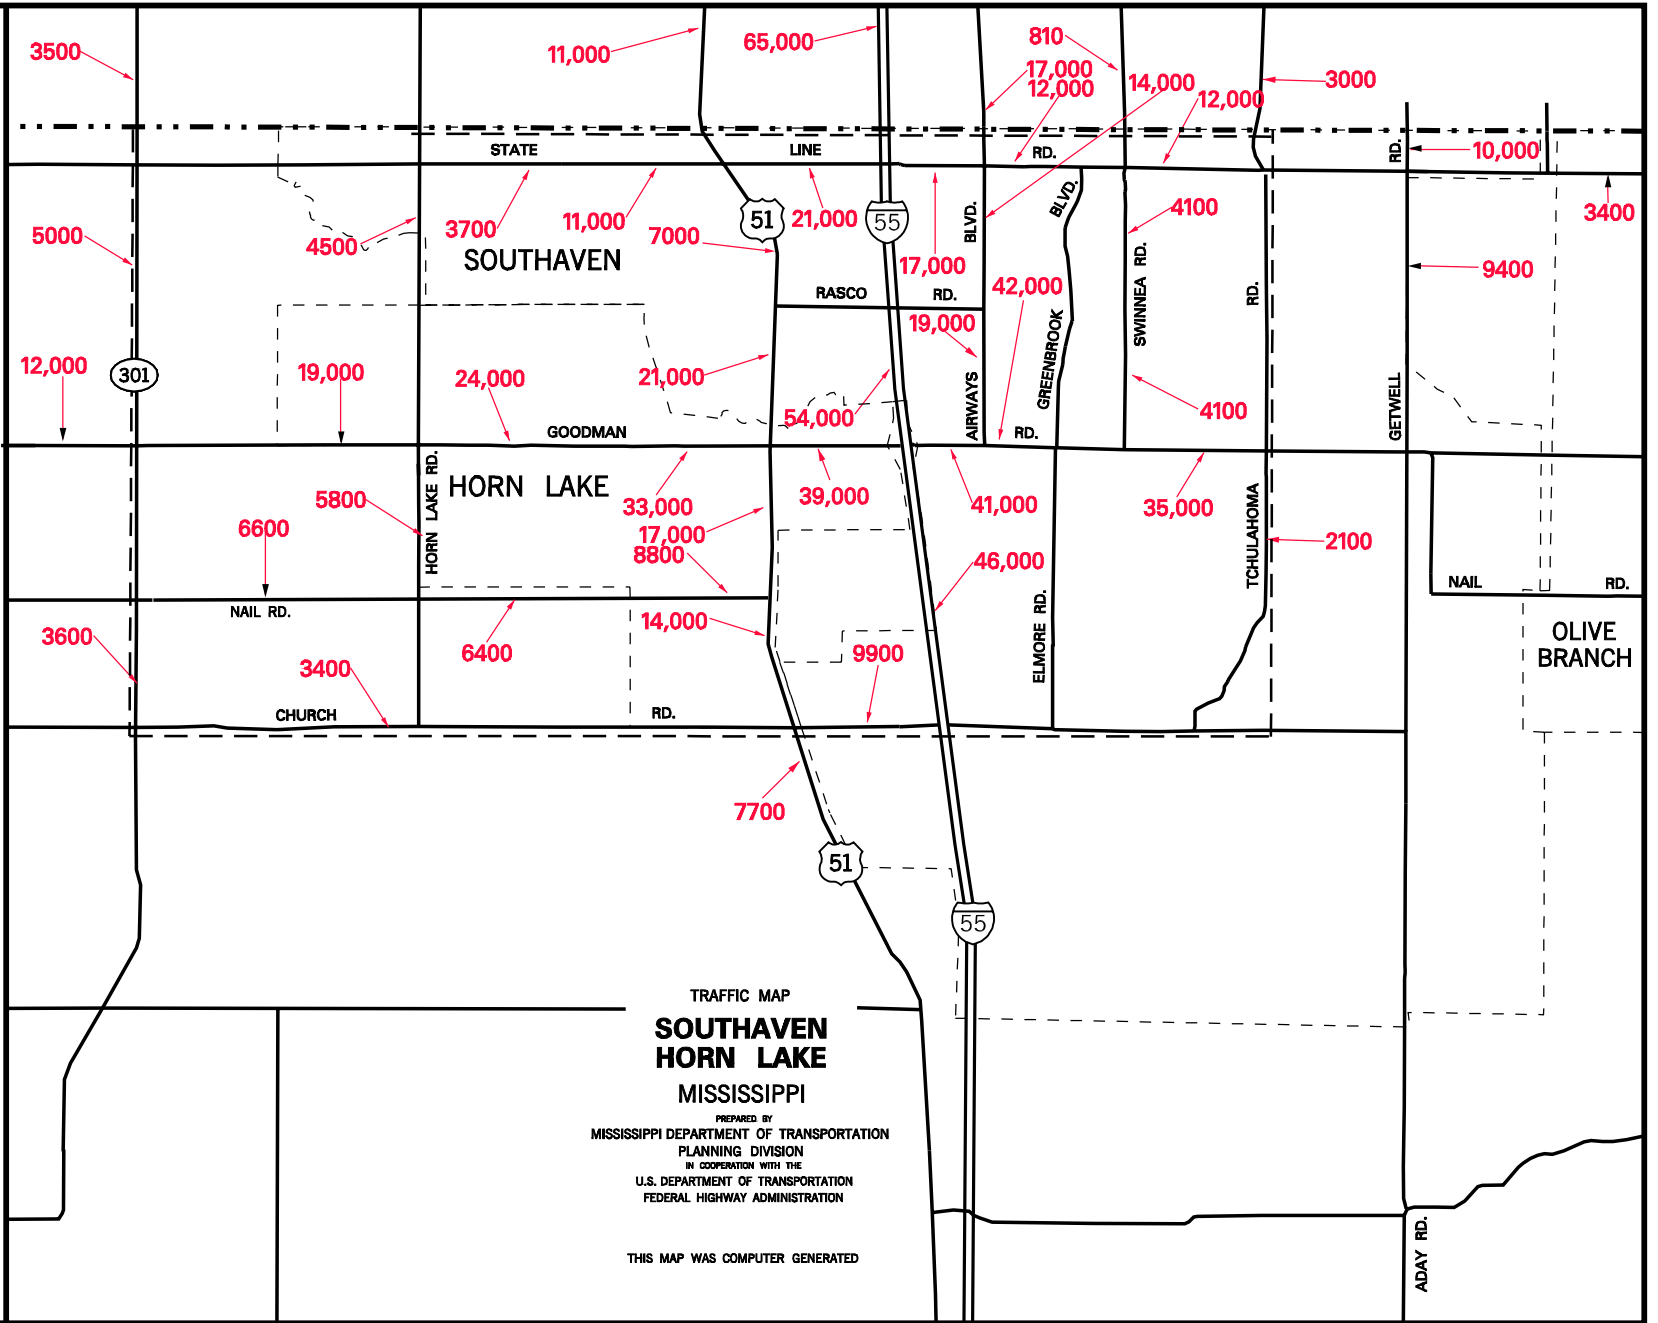 3500
11,000
65,000
810
17,000
12,000
14,000
12,000
3000
STATE LINE RD.
RD.
10,000
3400
5000
4500
3700
11,000
7000
51
21,000
55
17,000
BLVD.
BLVD.
4100
SWINNEA RD.
RD.
9400
SOUTHAVEN
RASCO RD.
42,000
19,000
GREENBROOK
12,000
301
19,000
24,000
21,000
54,000
AIRWAYS
4100
GETWELL
GOODMAN RD.
HORN LAKE RD.
HORN LAKE
5800
6600
33,000
17,000
8800
39,000
41,000
35,000
TCHULAHOMA
2100
46,000
NAIL RD.
NAIL RD.
3600
3400
6400
14,000
9900
ELMORE RD.
OLIVE
BRANCH
CHURCH RD.
7700
51
55
TRAFFIC MAP
SOUTHAVEN
HORN LAKE
MISSISSIPPI
PREPARED BY
MISSISSIPPI DEPARTMENT OF TRANSPORTATION
PLANNING DIVISION
IN COOPERATION WITH THE
U.S. DEPARTMENT OF TRANSPORTATION
FEDERAL HIGHWAY ADMINISTRATION
THIS MAP WAS COMPUTER GENERATED
ADAY RD.